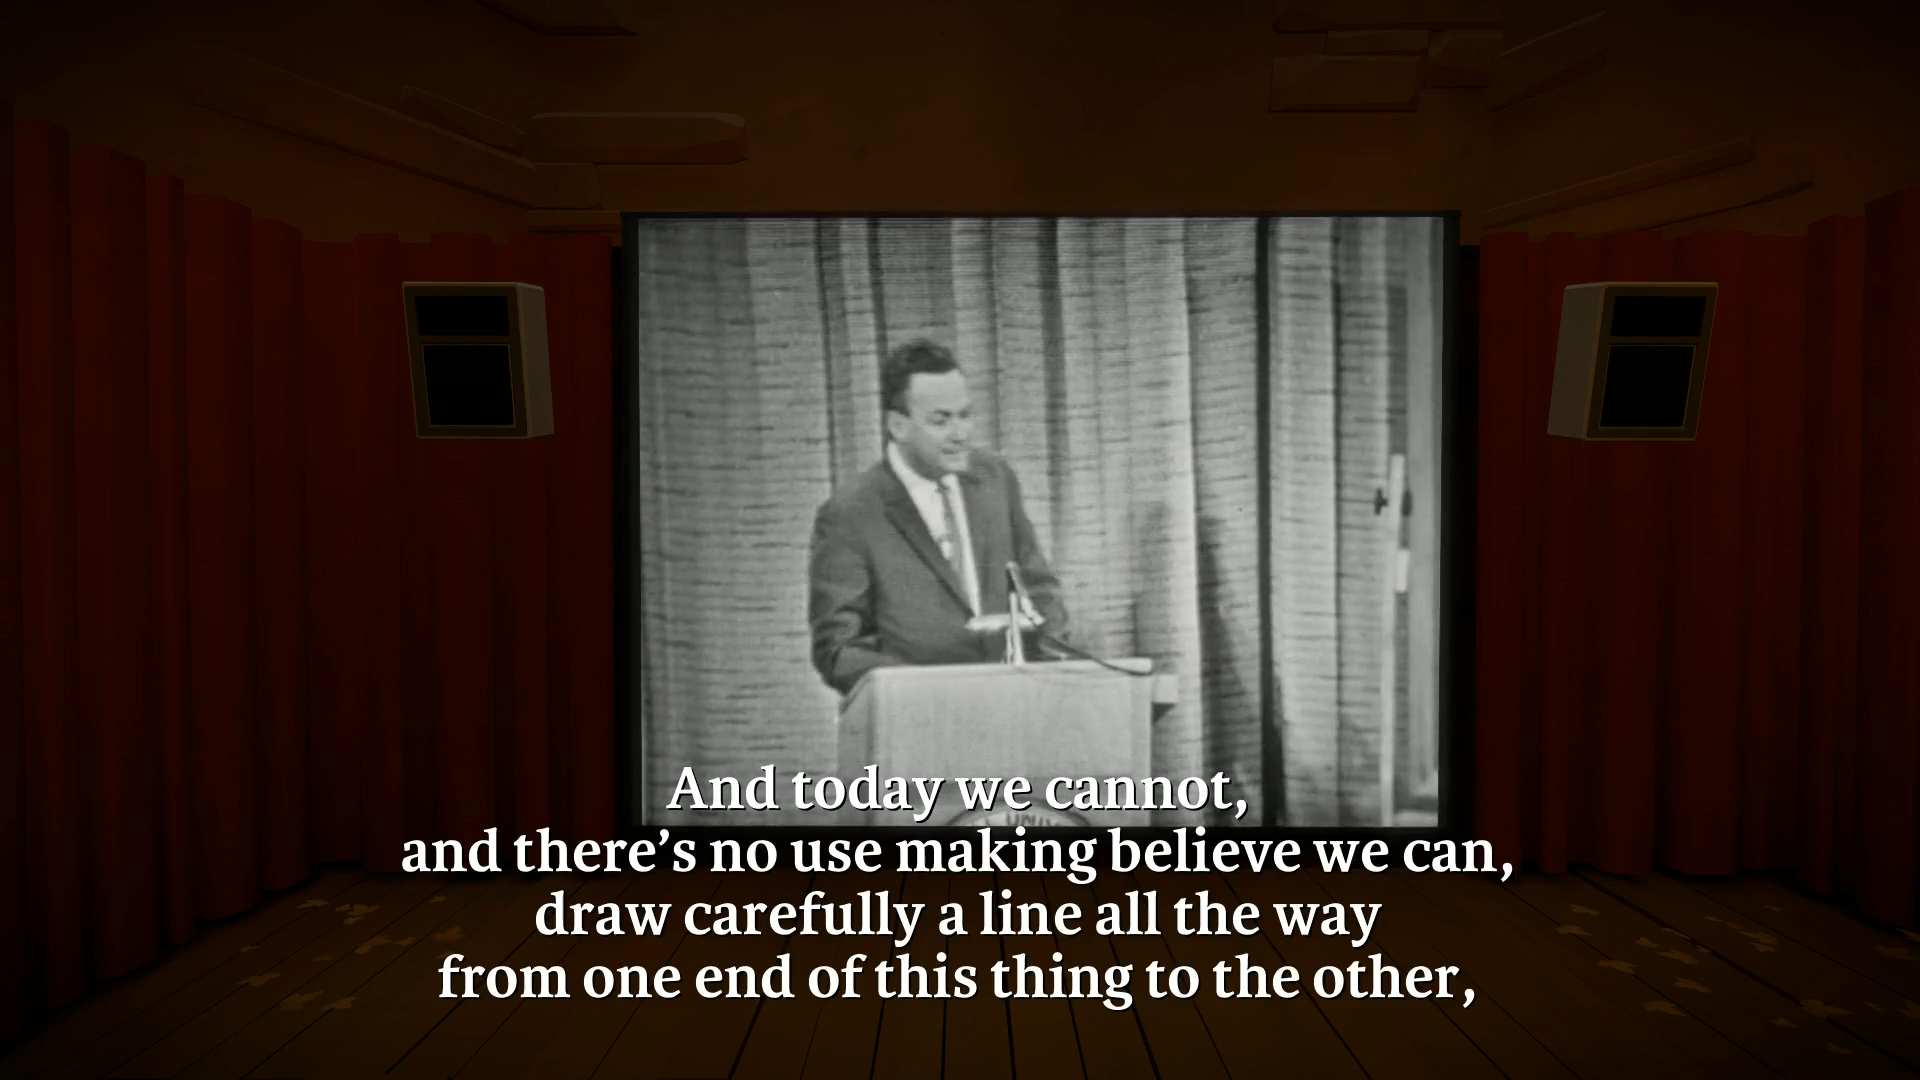 And today we cannot,
and there's no use making believe we can,
draw carefully a line all the way
from one end of this thing to the other,